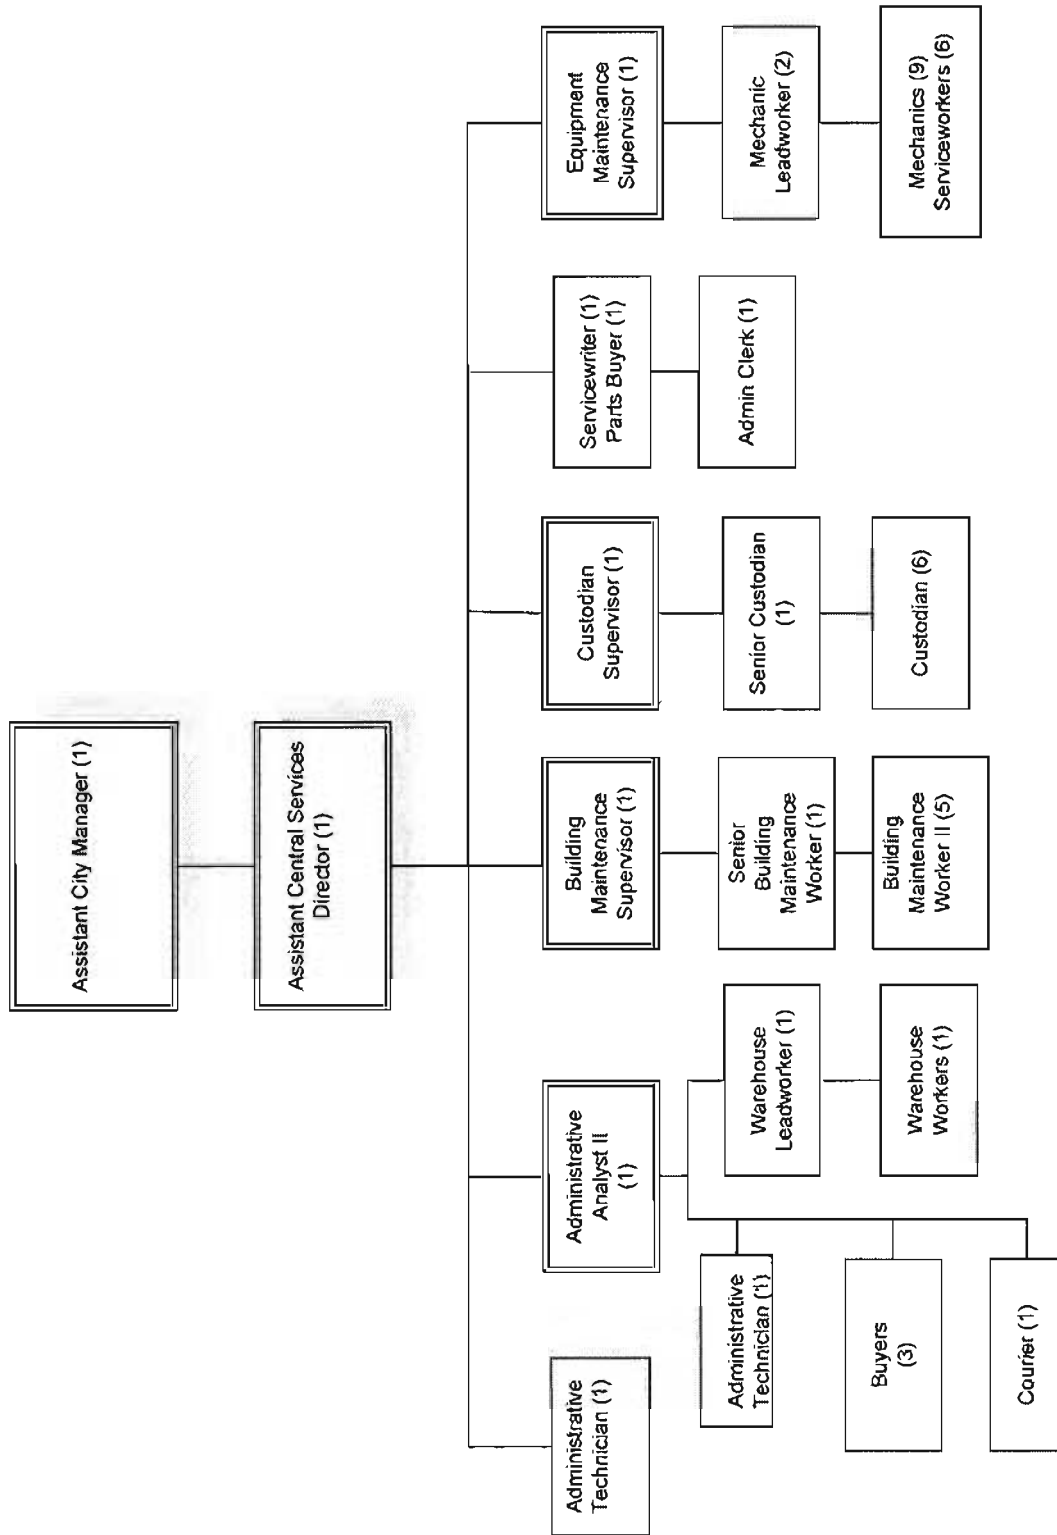 Assistant City Manager (1)
Assistant Central Services
Director (1)
Administrative
Technician (1)
Administrative
Analyst II
(1)
Building
Maintenance
Supervisor (1)
Custodian
Supervisor (1)
Servicewriter (1)
Parts Buyer (1)
Equipment
Maintenance
Supervisor (1)
Administrative
Technician (1)
Buyers
(3)
Courier (1)
Warehouse
Leadworker (1)
Warehouse
Workers (1)
Senior
Building
Maintenance
Worker (1)
Building
Maintenance
Worker II (5)
Senior Custodian
(1)
Custodian (6)
Admin Clerk (1)
Mechanic
Leadworker (2)
Mechanics (9)
Serviceworkers (6)